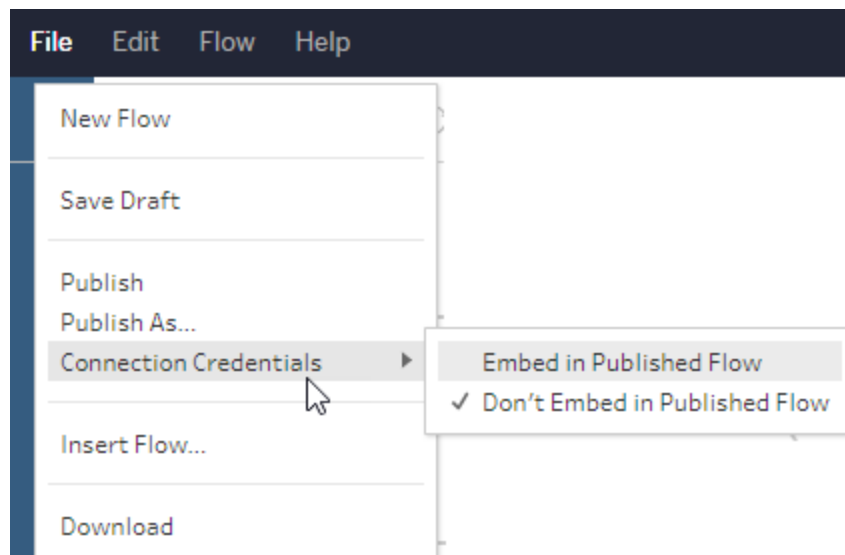 File Edit Flow Help
New Flow
Save Draft
Publish
Publish As...
Connection Credentials
Embed in Published Flow
✓ Don't Embed in Published Flow
Insert Flow...
Download